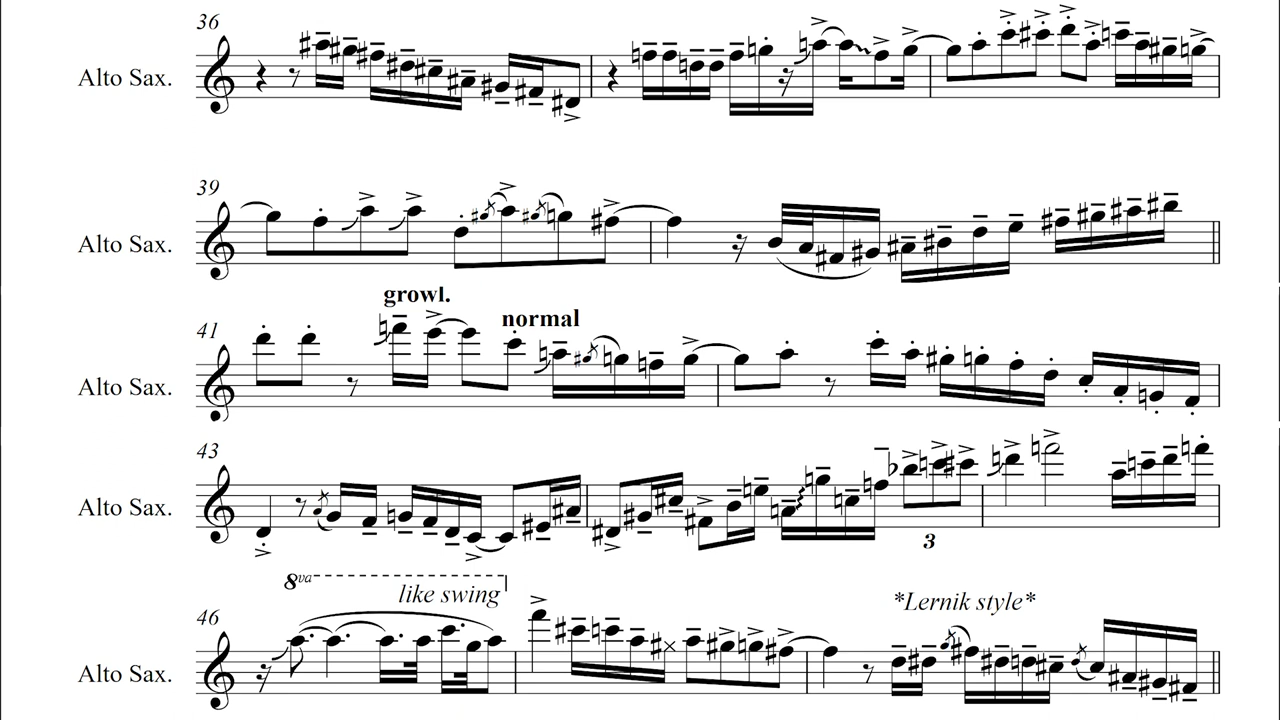 36
Alto Sax.
39
Alto Sax.
growl.
normal
41
Alto Sax.
43
Alto Sax.
3
8va
like swing
46
*Lernik style*
Alto Sax.